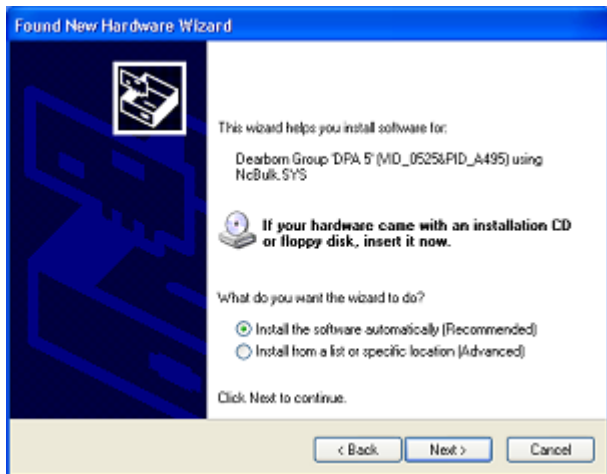 Found New Hardware Wizard
This wizard helps you install software for:
Dearborn Group 'DPA 5' (VID_0525&PID_A495) using
NcBulk.SYS
If your hardware came with an installation CD
or floppy disk, insert it now.
What do you want the wizard to do?
Install the software automatically (Recommended)
Install from a list or specific location (Advanced)
Click Next to continue.
< Back
Next >
Cancel